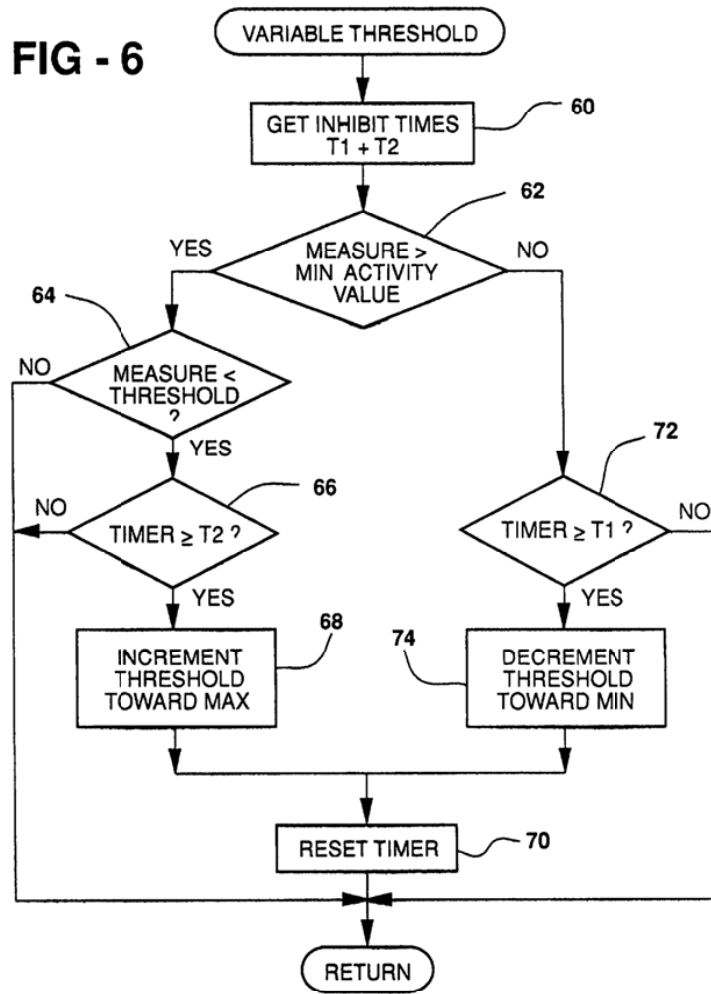 FIG - 6
VARIABLE THRESHOLD
GET INHIBIT TIMES
T1 + T2
60
62
MEASURE >
MIN ACTIVITY
VALUE
YES
NO
64
MEASURE <
THRESHOLD
?
NO
YES
66
TIMER ≥ T2 ?
NO
YES
72
TIMER ≥ T1 ?
NO
YES
68
INCREMENT
THRESHOLD
TOWARD MAX
74
DECREMENT
THRESHOLD
TOWARD MIN
RESET TIMER
70
RETURN